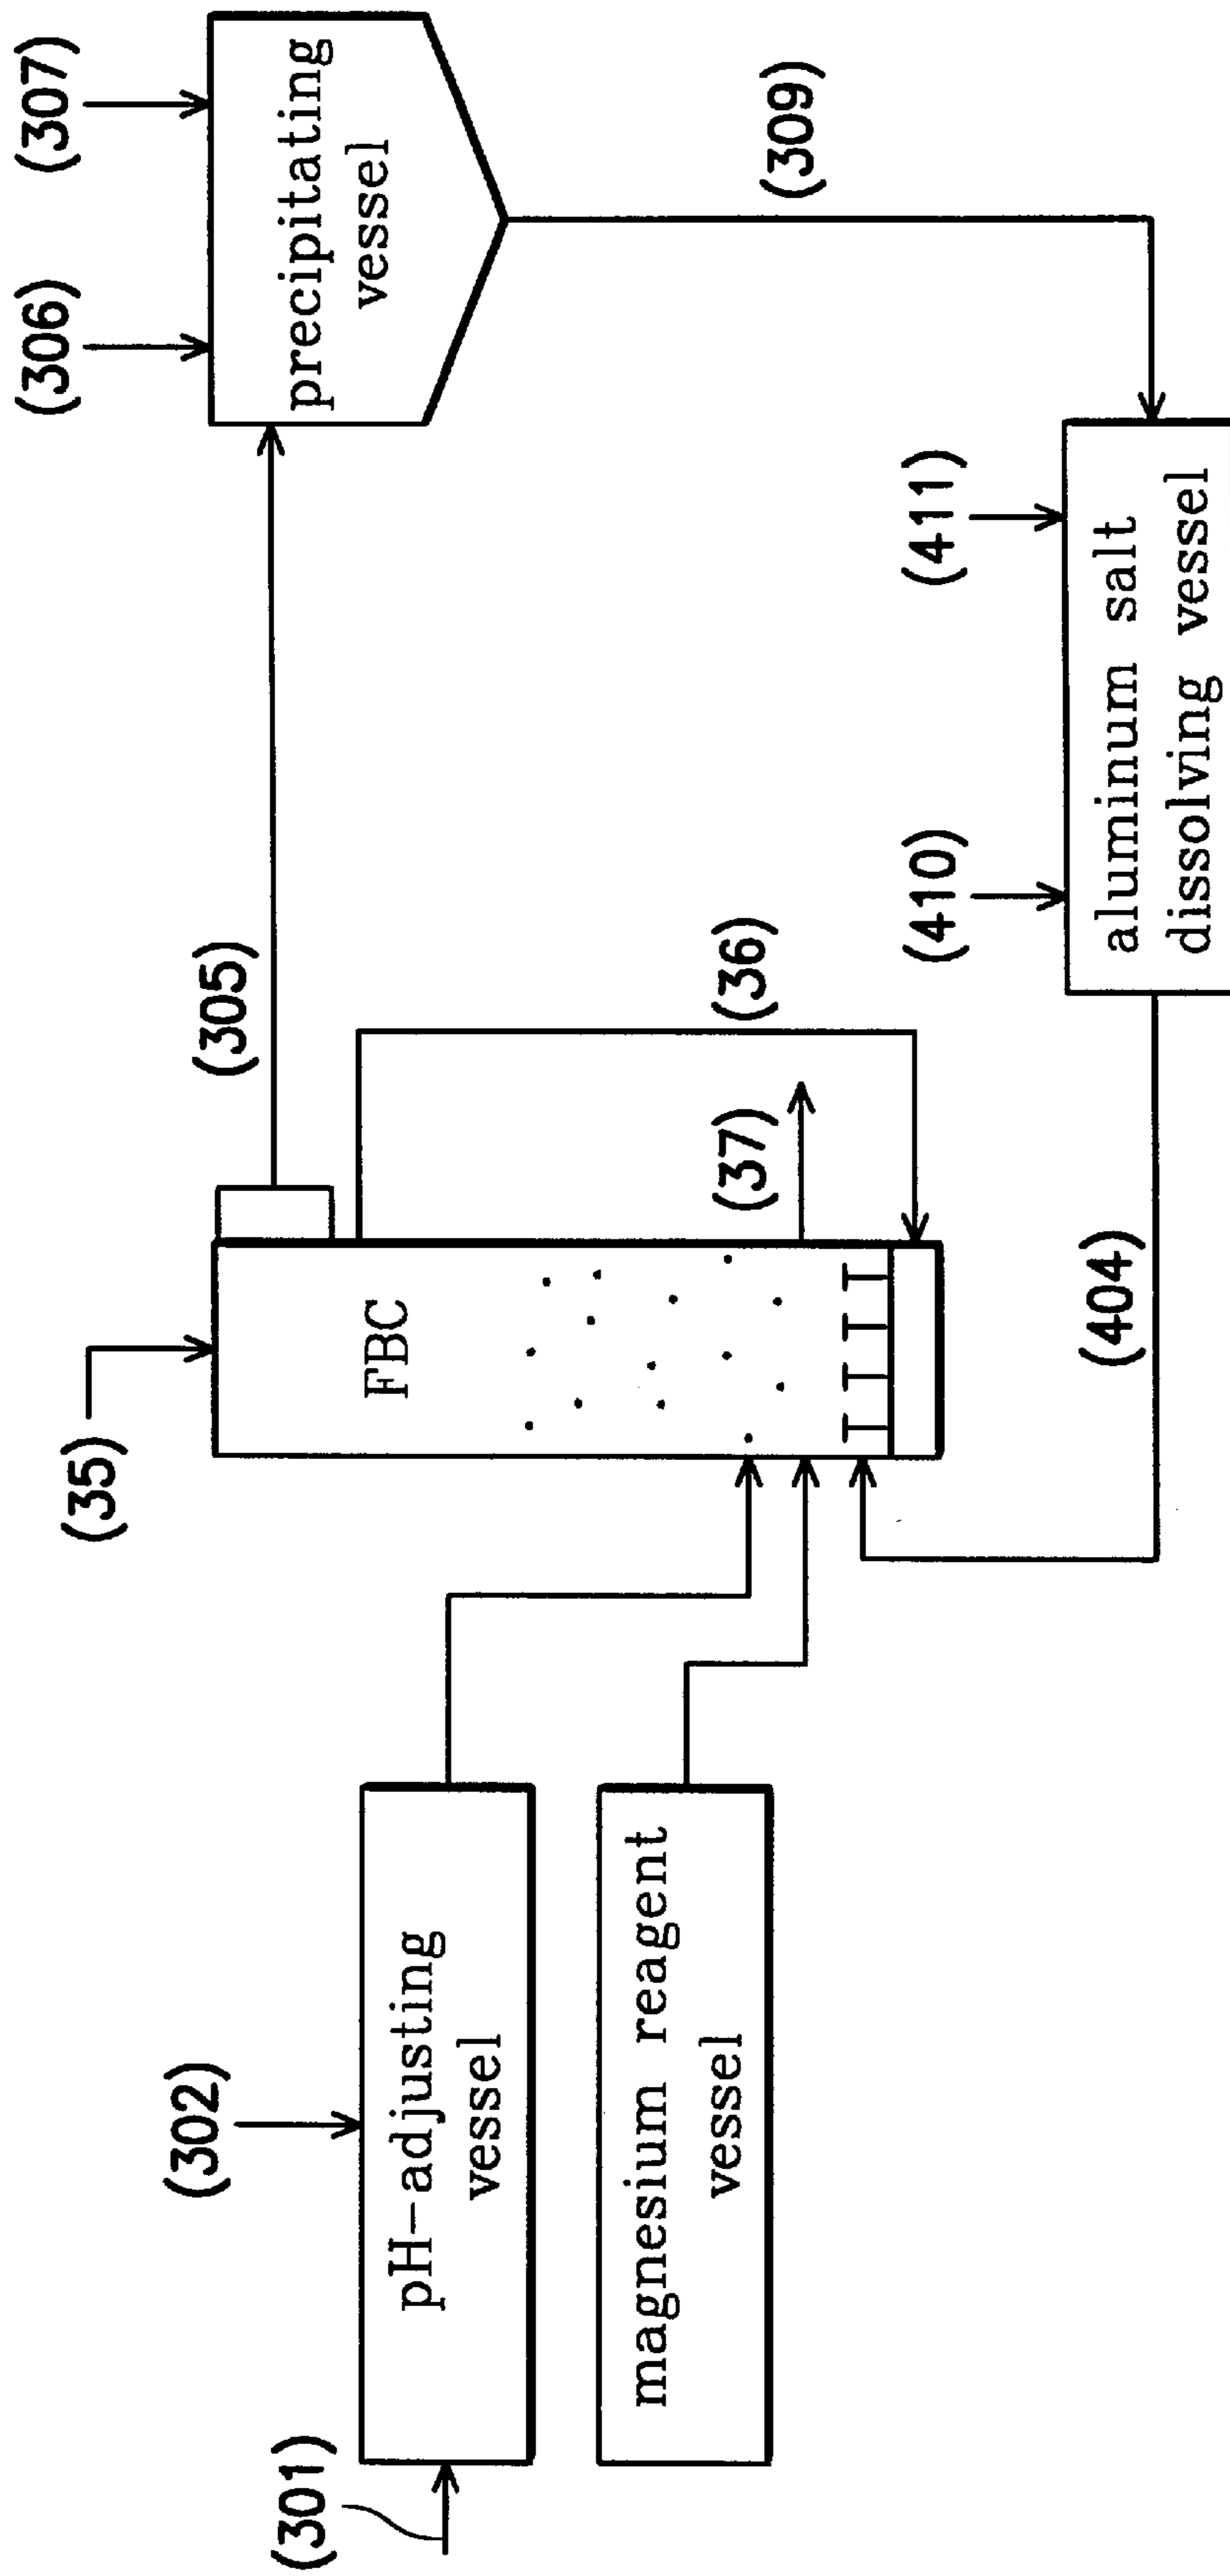 (301)
(302)
pH-adjusting
vessel
magnesium reagent
vessel
(35)
FBC
(305)
(36)
(37)
(404)
(306)
(307)
precipitating
vessel
(309)
(410)
(411)
aluminum salt
dissolving vessel